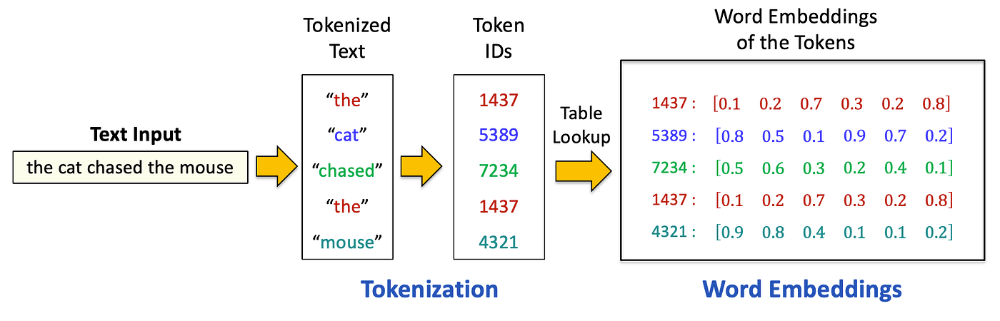 Text Input
the cat chased the mouse
Tokenized
Text
“the”
“cat”
“chased”
“the”
“mouse”
Token
IDs
1437
5389
7234
1437
4321
Tokenization
Table
Lookup
Word Embeddings
of the Tokens
1437 : [0.1 0.2 0.7 0.3 0.2 0.8]
5389 : [0.8 0.5 0.1 0.9 0.7 0.2]
7234 : [0.5 0.6 0.3 0.2 0.4 0.1]
1437 : [0.1 0.2 0.7 0.3 0.2 0.8]
4321 : [0.9 0.8 0.4 0.1 0.1 0.2]
Word Embeddings